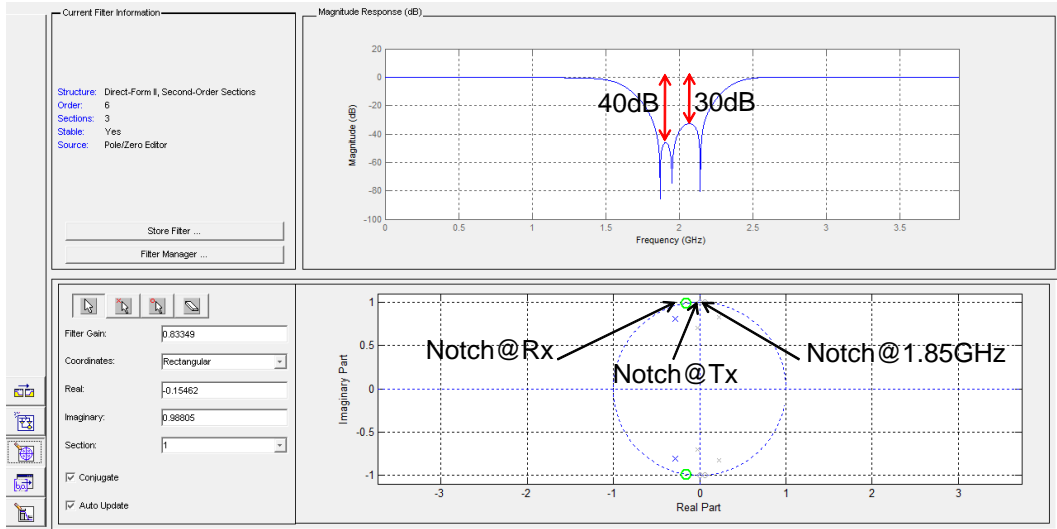 Current Filter Information
Structure: Direct-Form II, Second-Order Sections
Order: 6
Sections: 3
Stable: Yes
Source: Pole/Zero Editor
Store Filter ...
Filter Manager ...
Magnitude Response (dB)
20
0
-20
-40
-60
-80
-100
Magnitude (dB)
40dB
30dB
0
0.5
1
1.5
2
2.5
3
3.5
Frequency (GHz)
Filter Gain: 0.83349
Coordinates: Rectangular
Real: -0.15462
Imaginary: 0.98805
Section: 1
Conjugate
Auto Update
1
0.5
0
-0.5
-1
Imaginary Part
Notch@Rx
Notch@Tx
Notch@1.85GHz
-3
-2
-1
0
1
2
3
Real Part